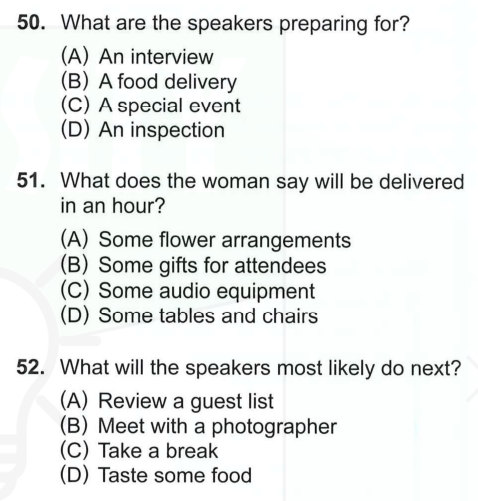 50. What are the speakers preparing for?
(A) An interview
(B) A food delivery
(C) A special event
(D) An inspection
51. What does the woman say will be delivered
in an hour?
(A) Some flower arrangements
(B) Some gifts for attendees
(C) Some audio equipment
(D) Some tables and chairs
52. What will the speakers most likely do next?
(A) Review a guest list
(B) Meet with a photographer
(C) Take a break
(D) Taste some food